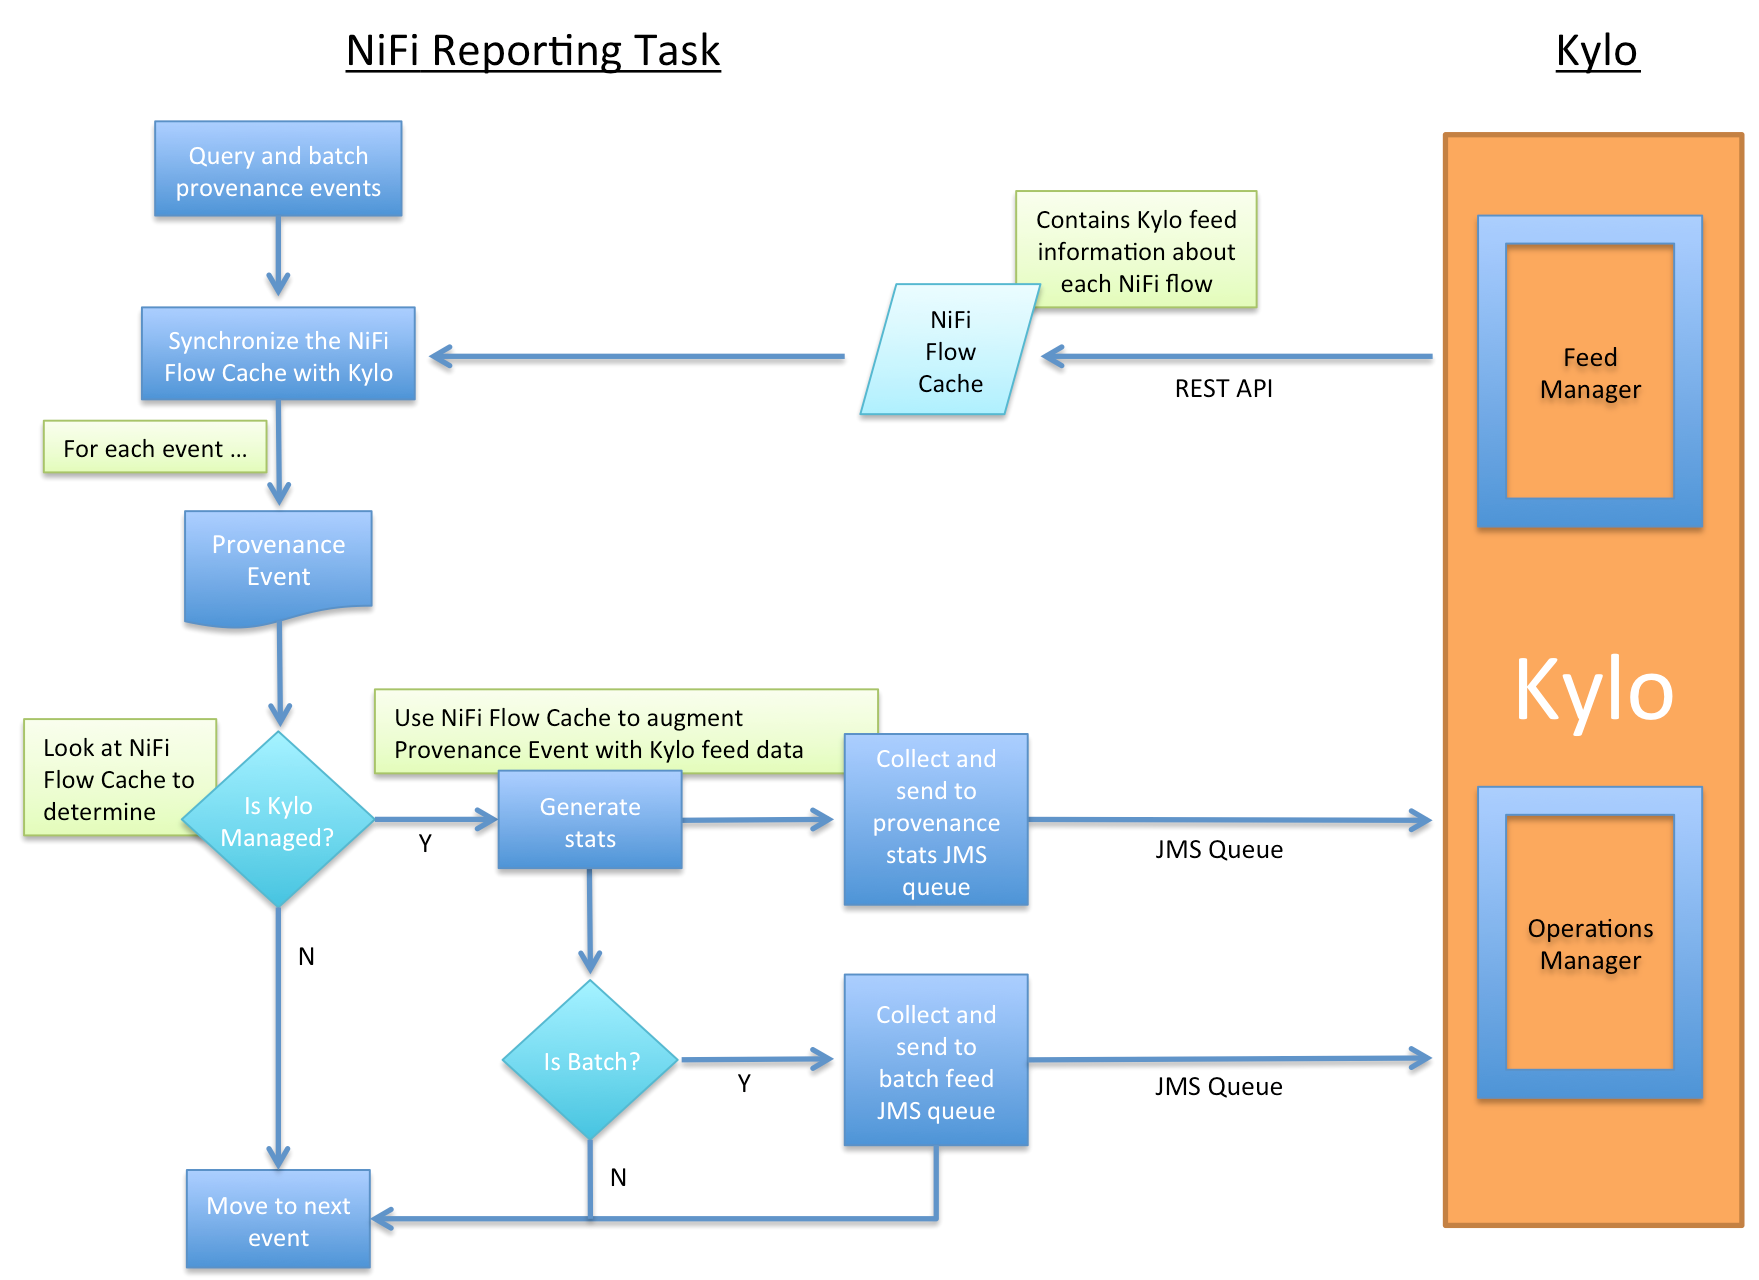 NiFi Reporting Task
Kylo
Query and batch
provenance events
Contains Kylo feed
information about
each NiFi flow
Synchronize the NiFi
Flow Cache with Kylo
NiFi
Flow
Cache
REST API
Feed
Manager
For each event ...
Provenance
Event
Kylo
Look at NiFi
Flow Cache to
determine
Is Kylo
Managed?
Y
N
Use NiFi Flow Cache to augment
Provenance Event with Kylo feed data
Generate
stats
Collect and
send to
provenance
stats JMS
queue
JMS Queue
Operations
Manager
Is Batch?
Y
N
Collect and
send to
batch feed
JMS queue
JMS Queue
Move to next
event